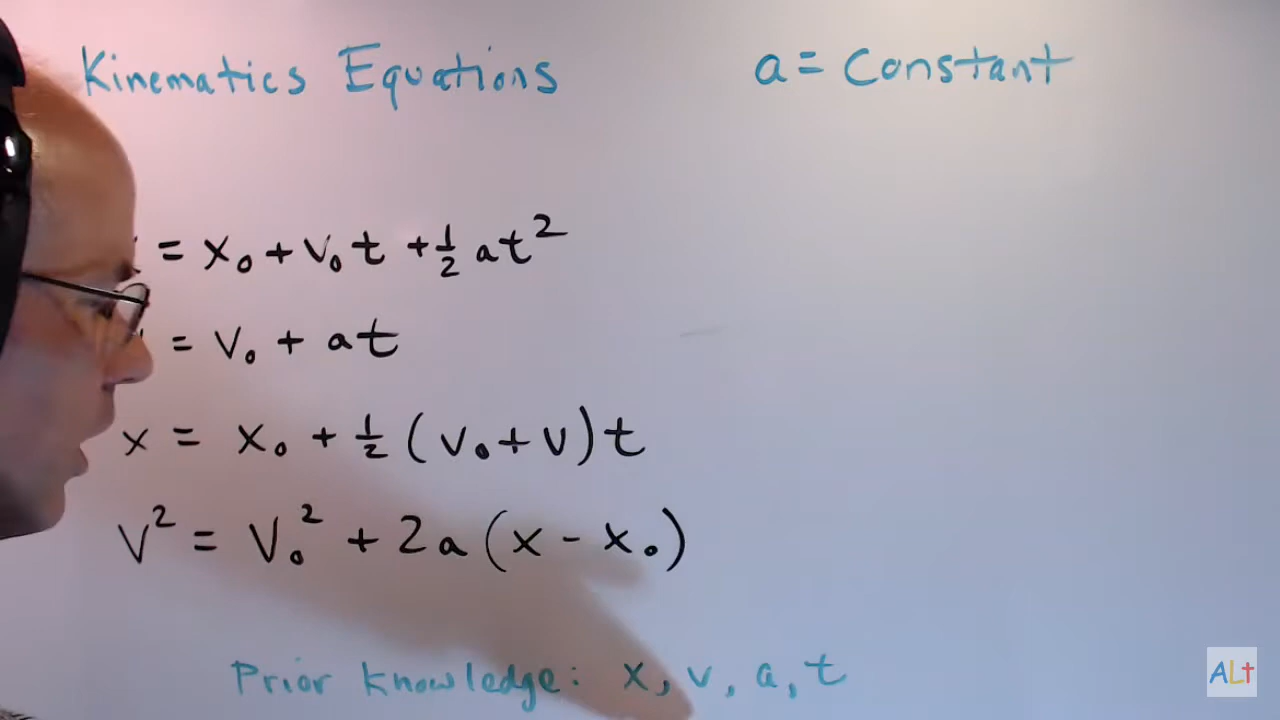 Kinematics Equations
a = Constant
= x₀ + v₀t + ½ at²
= v₀ + at
x = x₀ + ½ (v₀ + v) t
v² = v₀² + 2a (x - x₀)
Prior knowledge: x, v, a, t
ALt